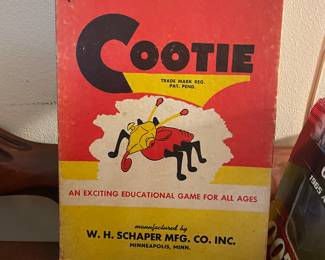 COOTIE
TRADE MARK REG.
PAT. PEND.
AN EXCITING EDUCATIONAL GAME FOR ALL AGES
manufactured by
W. H. SCHAPER MFG. CO. INC.
MINNEAPOLIS, MINN.